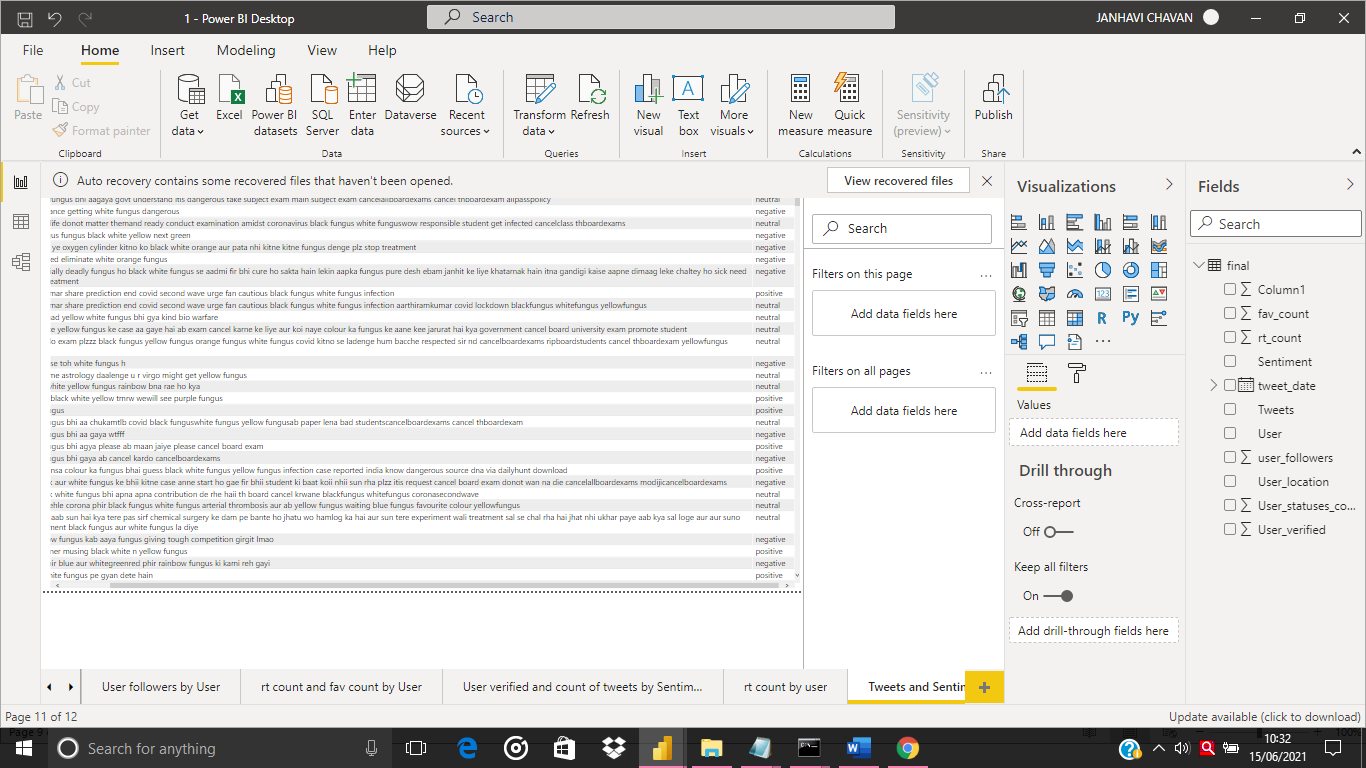 1 - Power BI Desktop
Search
JANHAVI CHAVAN
File Home Insert Modeling View Help
Paste
Cut
Copy
Format painter
Clipboard
Get data
Excel
Power BI datasets
SQL Server
Enter data
Dataverse
Recent sources
Data
Transform data
Refresh
Queries
New visual
Text box
More visuals
Insert
New measure
Quick measure
Calculations
Sensitivity (preview)
Sensitivity
Publish
Share
Auto recovery contains some recovered files that haven't been opened.
View recovered files
ungus bhi aagaya govt understand its dangerous take subject exam main subject exam cancelallboardexams cancel thboardexam allpasspolicy neutral
ance getting white fungus dangerous negative
ife donot matter themand ready conduct examination amidst coronavirus black fungus white funguswow responsible student get infected cancelclass thboardexams neutral
us fungus black white yellow next green neutral
ye oxygen cylinder kitno ko black white orange aur pata nhi kitne kitne fungus denge plz stop treatment negative
ed eliminate white orange fungus negative
ially deadly fungus ho black white fungus se aadmi fir bhi cure ho sakta hain lekin aapka fungus pure desh ebam janhit ke liye khatarnak hain itna gandigi kaise aapne dimaag leke chaltey ho sick need negative
treatment
mar share prediction end covid second wave urge fan cautious black fungus white fungus infection positive
mar share prediction end covid second wave urge fan cautious black fungus white fungus infection aarthiramkumar covid lockdown blackfungus whitefungus yellowfungus neutral
ad yellow white fungus bhi gya kind bio warfare neutral
e yellow fungus ke case aa gaye hai ab exam cancel karne ke liye aur koi naye colour ka fungus ke aane kee jarurat hai kya government cancel board university exam promote student neutral
io exam plzzz black fungus yellow fungus orange fungus white fungus covid kitno se ladenge hum bacche respected sir nd cancelboardexams ripboardstudents cancel thboardexam yellowfungus neutral
se toh white fungus h negative
me astrology daalenge u r virgo might get yellow fungus neutral
white yellow fungus rainbow bna rae ho kya neutral
black white yellow tmrw wewill see purple fungus positive
gus positive
gus bhi aa chukamtlb covid black funguswhite fungus yellow fungusab paper lena bad studentscancelboardexams cancel thboardexam neutral
gus bhi aa gaya wtfff negative
gus bhi agya please ab maan jaiye please cancel board exam positive
gus bhi aa gaya ab cancel kardo cancelboardexams negative
nsa colour ka fungus bhai guess black white fungus yellow fungus infection case reported india know dangerous source dna via dailyhunt download positive
k aur white fungus ke bhii kitne case anne start ho gae fir bhii student ki baat koii nhii sun rha plzz itis request cancel board exam donot wan na die cancelallboardexams modijicancelboardexams negative
white fungus bhi apna apna contribution de rhe haii th board cancel krwane blackfungus whitefungus coronasecondwave neutral
ehle corona phir black fungus white fungus arterial thrombosis aur ab yellow fungus waiting blue fungus favourite colour yellowfungus neutral
aab sun hai kya tere pas sirf chemical surgery ke dam pe bante ho jhatu wo hamlog ka hai aur sun tere experiment wali treatment sal se chal rha hai jhat nhi ukhar paye aab kya sal loge aur aur suno neutral
ment black fungus aur white fungus la diye
w fungus kab aaya fungus giving tough competition girgit lmao negative
ner musing black white n yellow fungus positive
ir blue aur whitegreenred phir rainbow fungus ki kami reh gayi negative
hite fungus pe gyan dete hain positive
Search
Filters on this page
Add data fields here
Filters on all pages
Add data fields here
Visualizations
Values
Add data fields here
Drill through
Cross-report
Off
Keep all filters
On
Add drill-through fields here
Fields
Search
final
Column1
fav_count
rt_count
Sentiment
tweet_date
Tweets
User
user_followers
User_location
User_statuses_co...
User_verified
User followers by User
rt count and fav count by User
User verified and count of tweets by Sentim...
rt count by user
Tweets and Sentin
Page 11 of 12
Update available (click to download)
Search for anything
10:32
15/06/2021